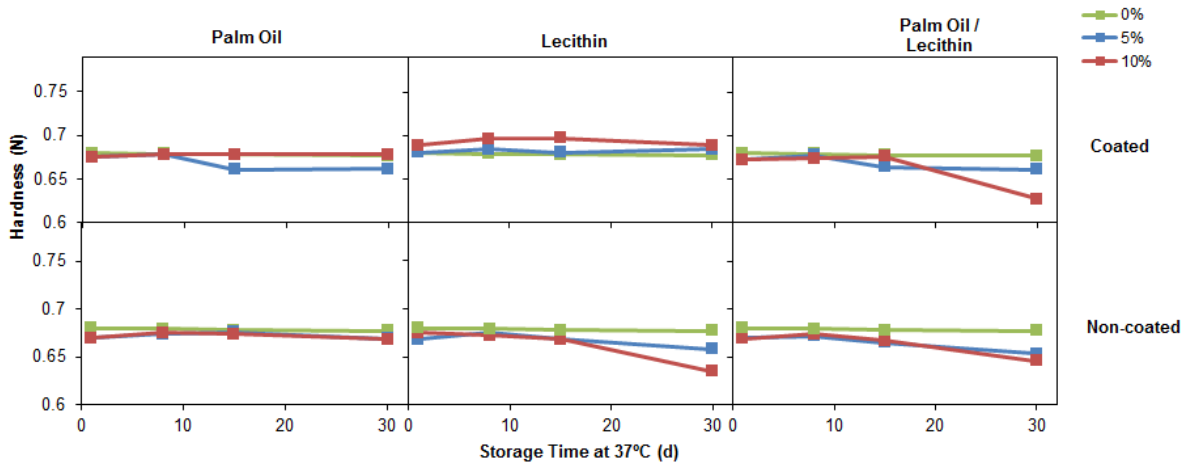 Palm Oil
Lecithin
Palm Oil /
Lecithin
0%
5%
10%
Hardness (N)
0.75
0.7
0.65
0.6
Coated
0.75
0.7
0.65
0.6
Non-coated
0 10 20 30 0 10 20 30 0 10 20 30
Storage Time at 37ºC (d)